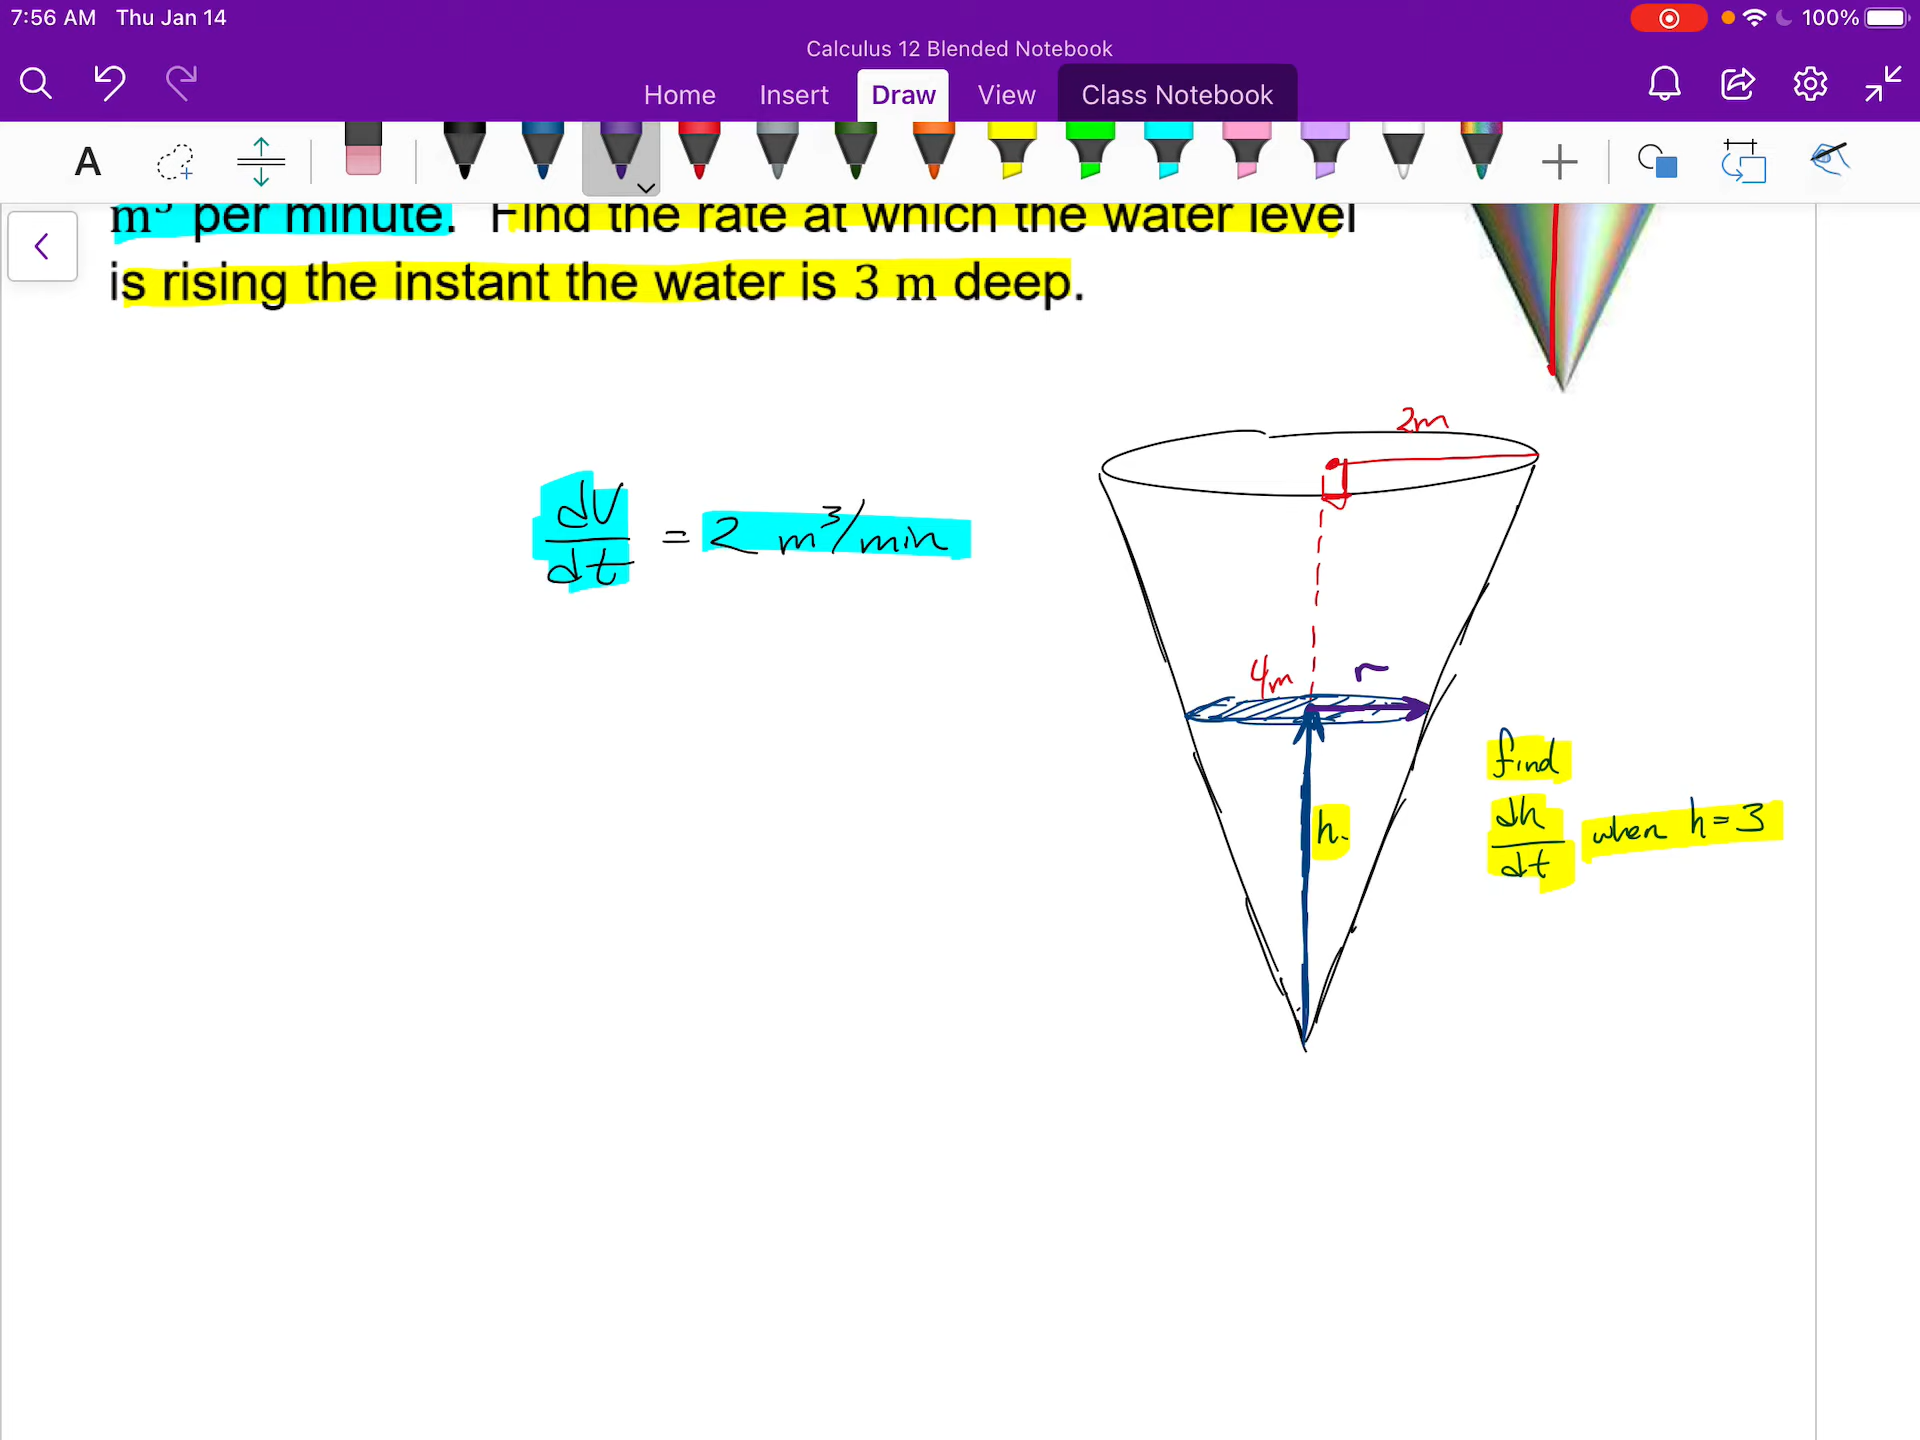 7:56 AM Thu Jan 14
100%
Calculus 12 Blended Notebook
Home Insert Draw View Class Notebook
A
m³ per minute. Find the rate at which the water level
is rising the instant the water is 3 m deep.
2m
dV/dt = 2 m³/min
4m r
find
h
dh/dt when h=3